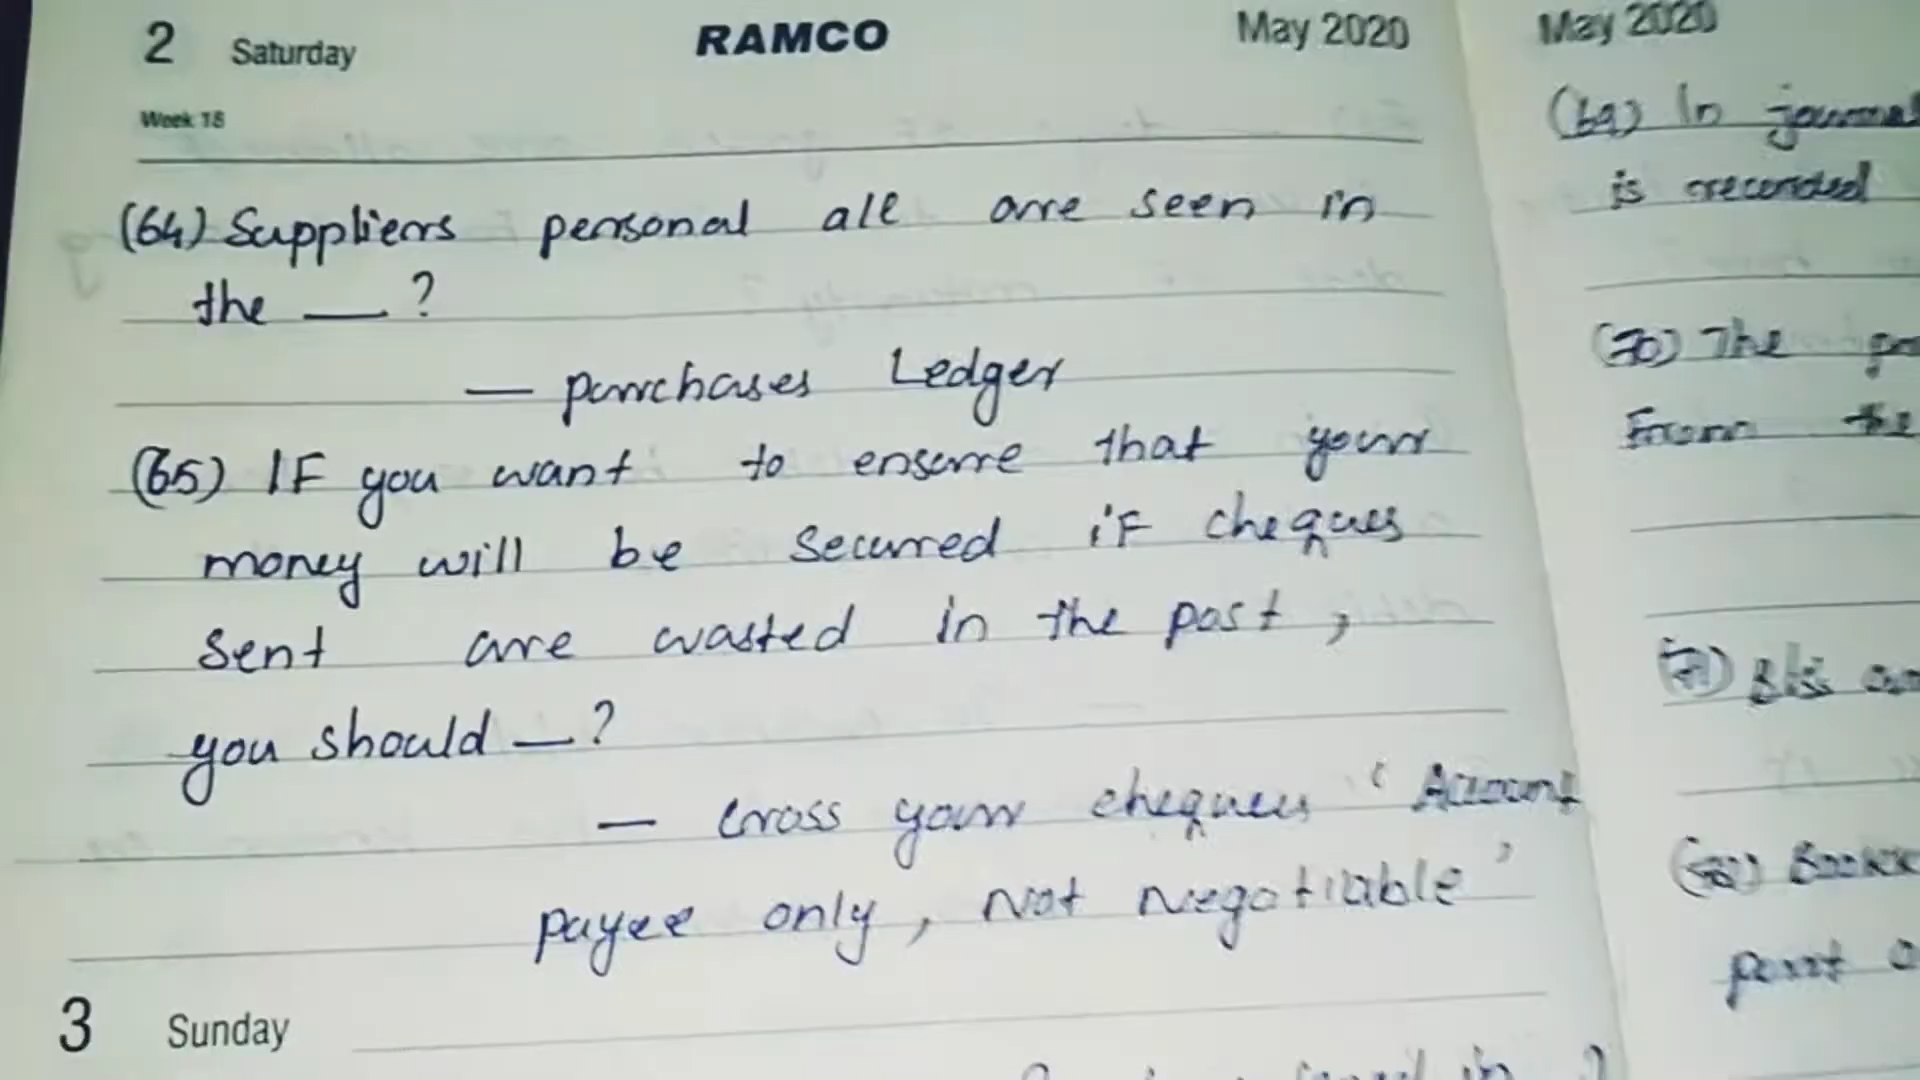 2 Saturday RAMCO May 2020
Week 18
(64) Suppliers personal all are seen in
the — ?
— purchases Ledger
(65) IF you want to ensure that your
money will be secured if cheques
sent are wasted in the post,
you should — ?
— cross your cheques ' Account
payee only, Not Negotiable '
3 Sunday
May 2020
(69) In journal
is recorded
(70) The
From the
(71)